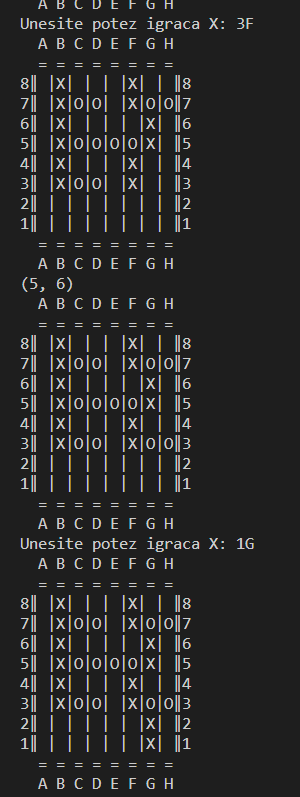 A B C D E F G H
Unesite potez igraca X: 3F
  A B C D E F G H
  = = = = = = = =
8║ |X| | | |X| | ║8
7║ |X|O|O| |X|O|O║7
6║ |X| | | | |X| ║6
5║ |X|O|O|O|O|X| ║5
4║ |X| | | |X| | ║4
3║ |X|O|O| |X| | ║3
2║ | | | | | | | ║2
1║ | | | | | | | ║1
  = = = = = = = =
  A B C D E F G H
(5, 6)
  A B C D E F G H
  = = = = = = = =
8║ |X| | | |X| | ║8
7║ |X|O|O| |X|O|O║7
6║ |X| | | | |X| ║6
5║ |X|O|O|O|O|X| ║5
4║ |X| | | |X| | ║4
3║ |X|O|O| |X|O|O║3
2║ | | | | | | | ║2
1║ | | | | | | | ║1
  = = = = = = = =
  A B C D E F G H
Unesite potez igraca X: 1G
  A B C D E F G H
  = = = = = = = =
8║ |X| | | |X| | ║8
7║ |X|O|O| |X|O|O║7
6║ |X| | | | |X| ║6
5║ |X|O|O|O|O|X| ║5
4║ |X| | | |X| | ║4
3║ |X|O|O| |X|O|O║3
2║ | | | | | |X| ║2
1║ | | | | | |X| ║1
  = = = = = = = =
  A B C D E F G H